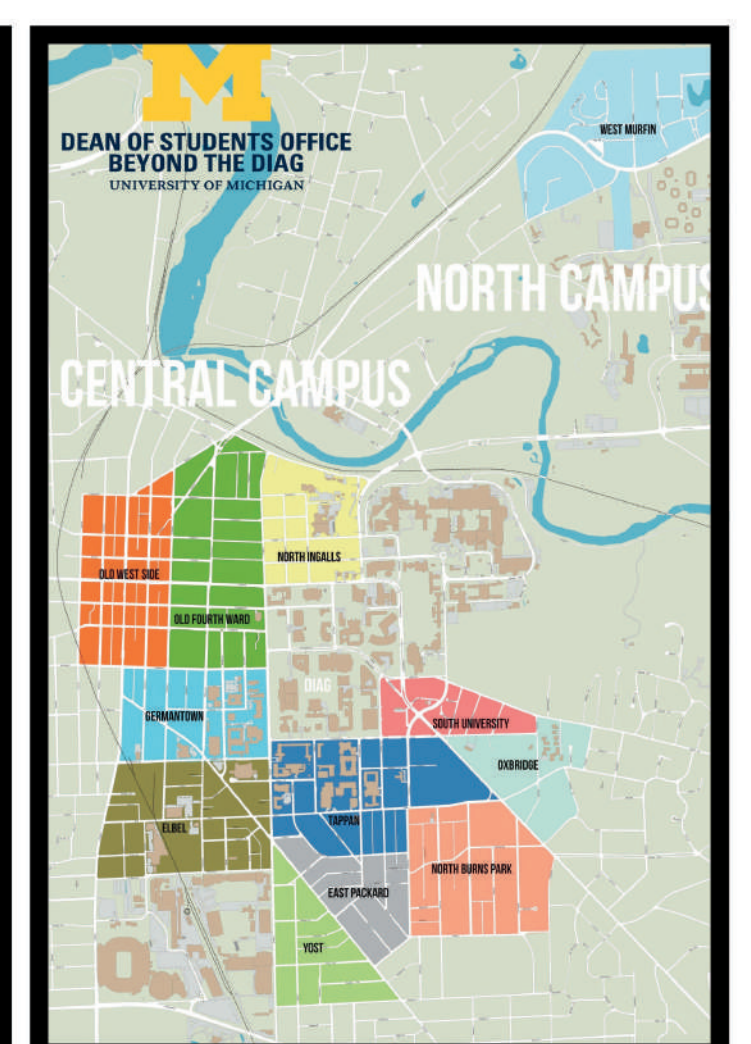 M
DEAN OF STUDENTS OFFICE
BEYOND THE DIAG
UNIVERSITY OF MICHIGAN
WEST MURFIN
NORTH CAMPUS
CENTRAL CAMPUS
NORTH INGALLS
OLD WEST SIDE
OLD FOURTH WARD
DIAG
GERMANTOWN
SOUTH UNIVERSITY
OXBRIDGE
TAPPAN
ELBEL
NORTH BURNS PARK
EAST PACKARD
YOST